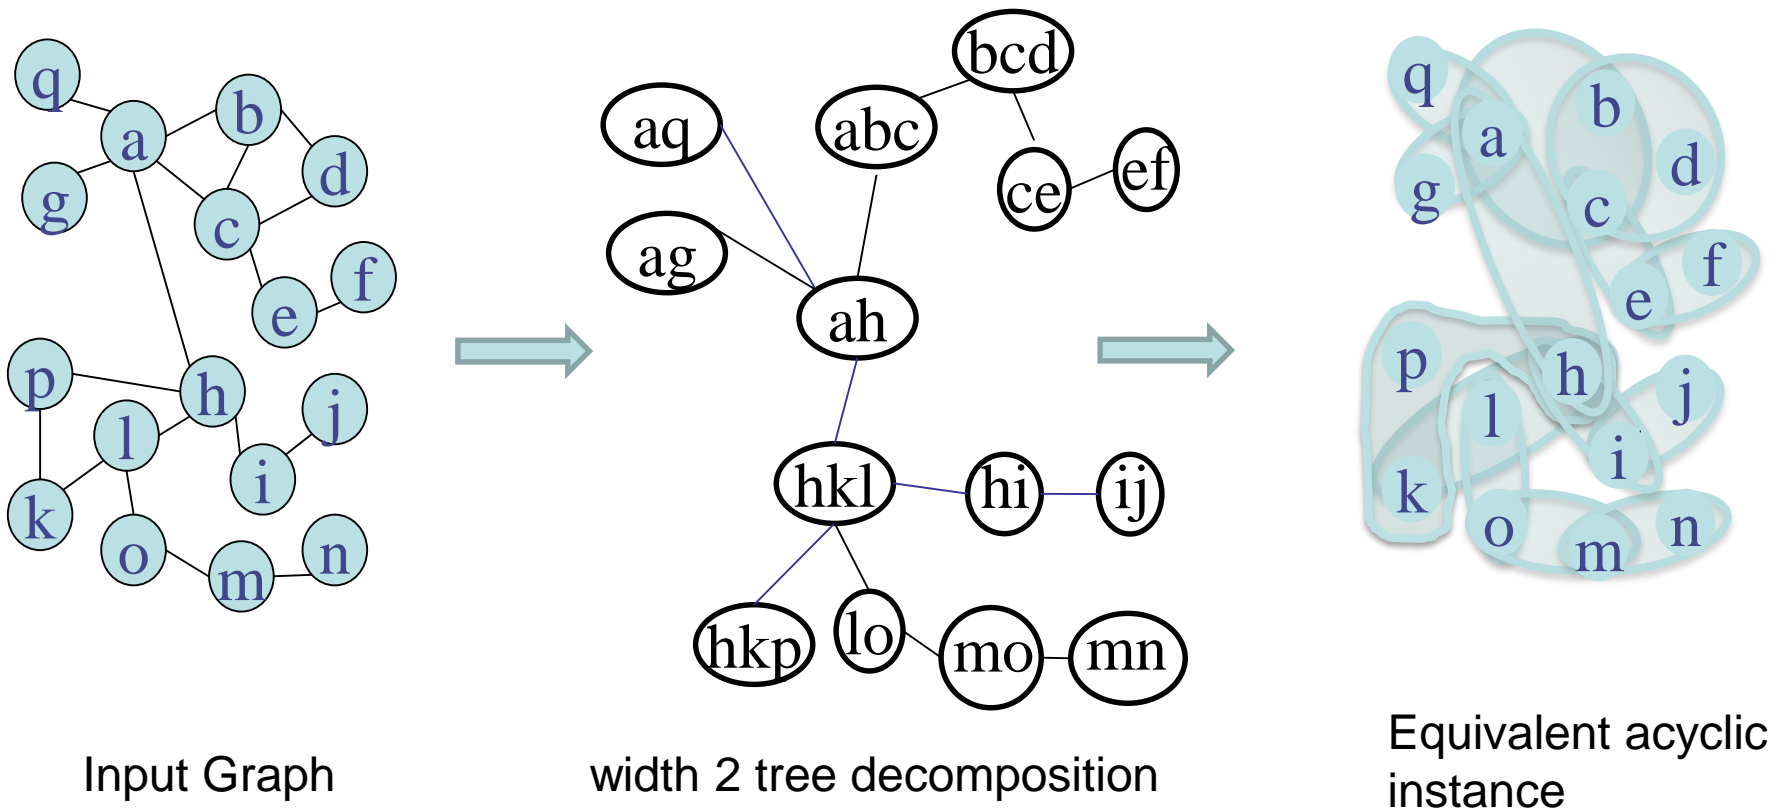 q
a
b
d
g
c
f
e
p
h
j
l
i
k
o
m
n
Input Graph
bcd
aq
abc
ef
ce
ag
ah
hkl
hi
ij
hkp
lo
mo
mn
width 2 tree decomposition
q
b
a
d
g
c
f
e
p
h
j
l
i
k
o
m
n
Equivalent acyclic
instance